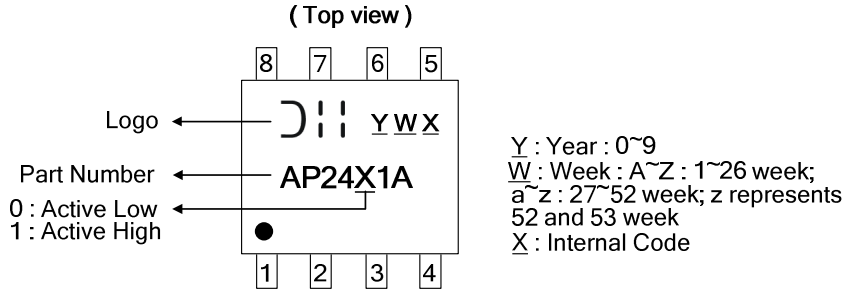 ( Top view )
8 7 6 5
Logo
Y W X
Part Number
AP24X1A
0 : Active Low
1 : Active High
1 2 3 4
Y : Year : 0~9
W : Week : A~Z : 1~26 week;
a~z : 27~52 week; z represents
52 and 53 week
X : Internal Code